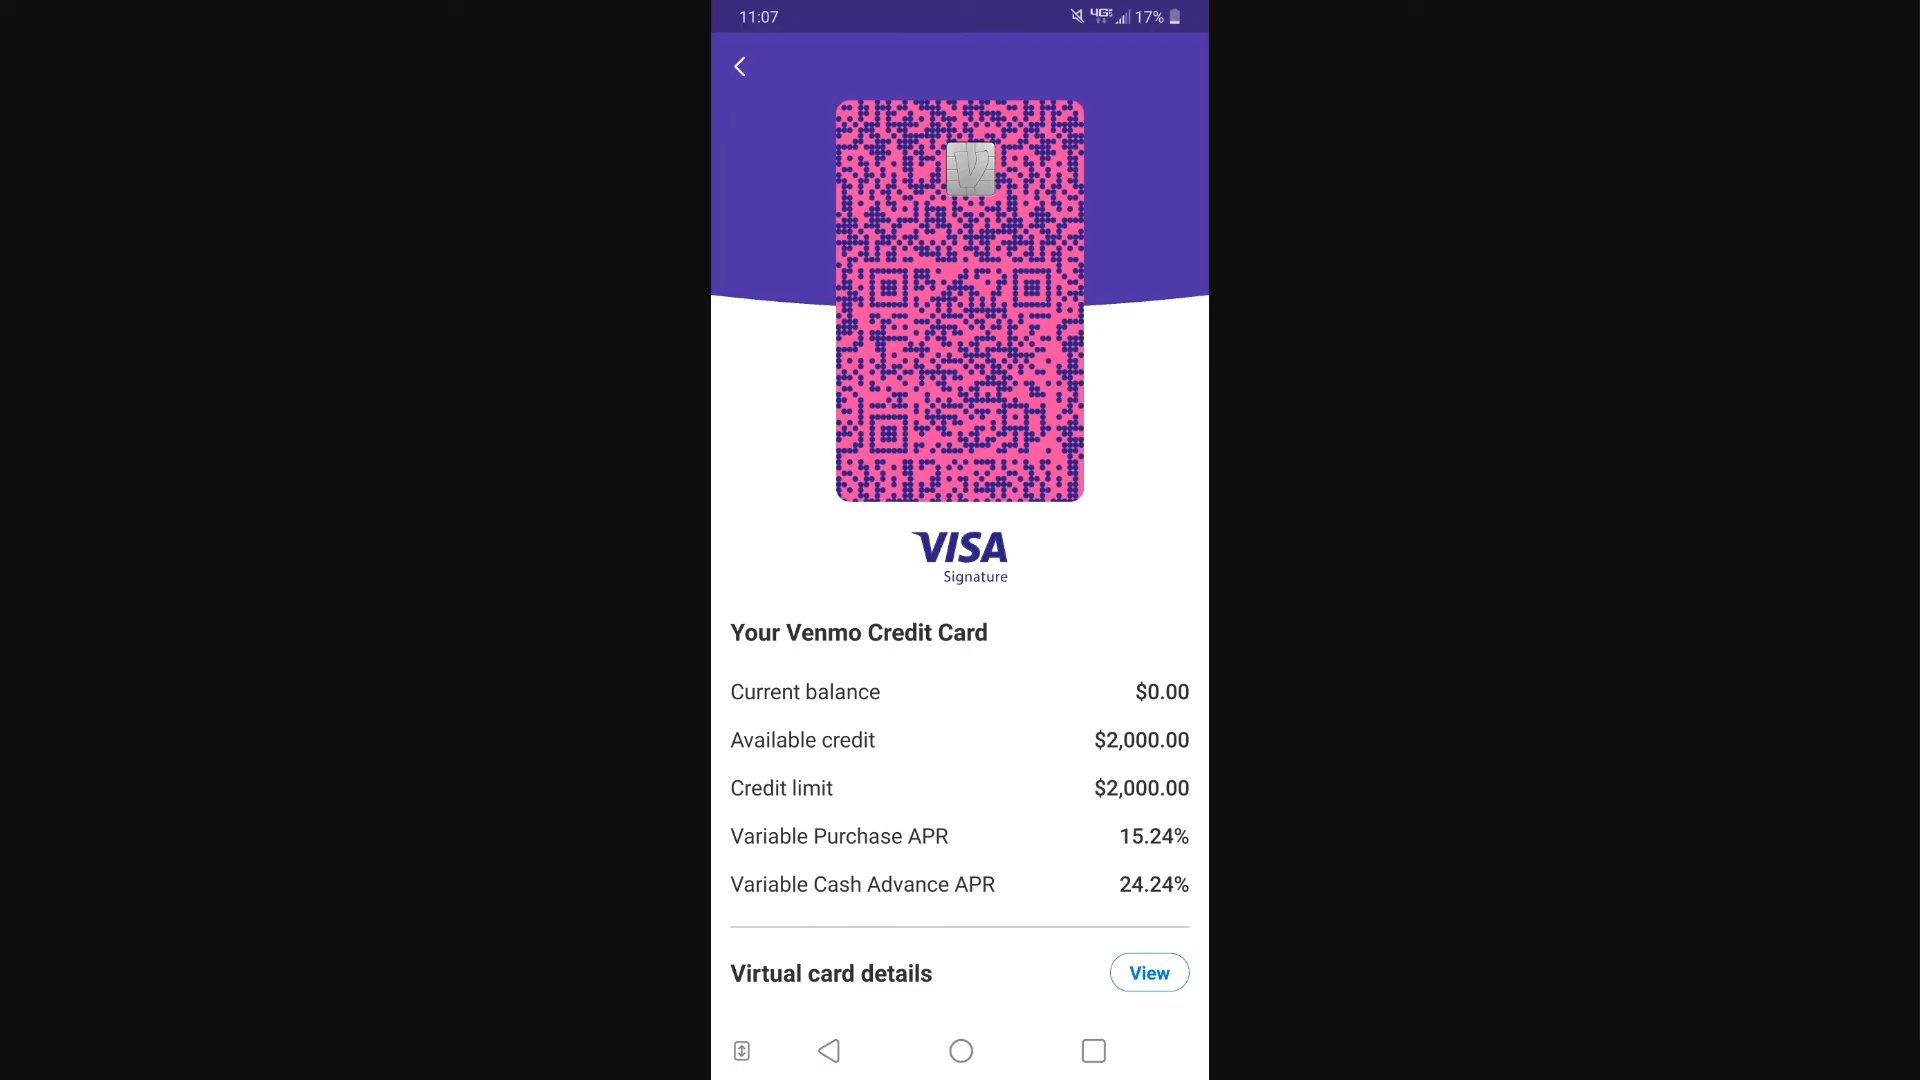 11:07
4G 17%
VISA
Signature
Your Venmo Credit Card
Current balance $0.00
Available credit $2,000.00
Credit limit $2,000.00
Variable Purchase APR 15.24%
Variable Cash Advance APR 24.24%
Virtual card details View